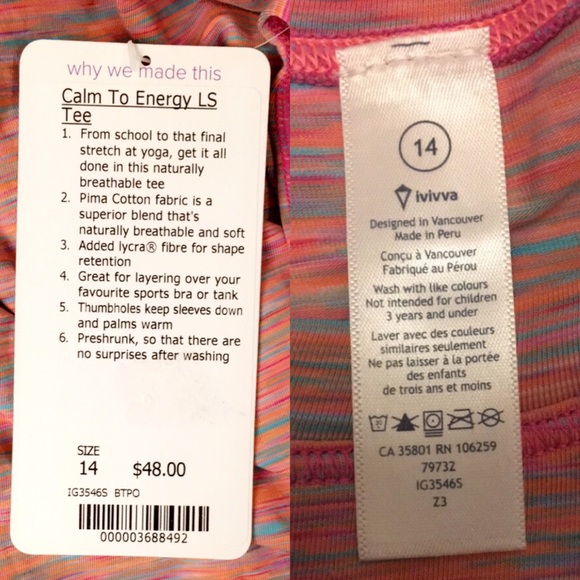 why we made this
Calm To Energy LS
Tee
1. From school to that final
stretch at yoga, get it all
done in this naturally
breathable tee
2. Pima Cotton fabric is a
superior blend that's
naturally breathable and soft
3. Added lycra® fibre for shape
retention
4. Great for layering over your
favourite sports bra or tank
5. Thumbholes keep sleeves down
and palms warm
6. Preshrunk, so that there are
no surprises after washing
SIZE
14 $48.00
IG3546S BTPO
000003688492
14
ivivva
Designed in Vancouver
Made in Peru
Conçu à Vancouver
Fabriqué au Pérou
Wash with like colours
Not intended for children
3 years and under
Laver avec des couleurs
similaires seulement
Ne pas laisser à la portée
des enfants
de trois ans et moins
CA 35801 RN 106259
79732
IG3546S
Z3